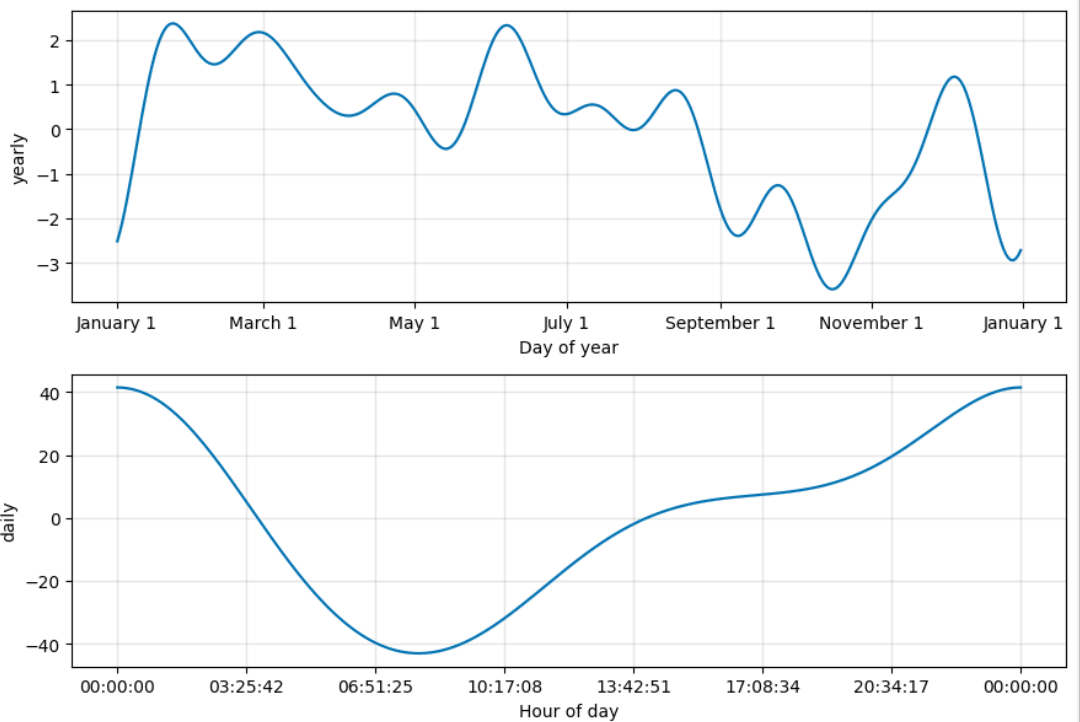 yearly
2
1
0
−1
−2
−3
January 1 March 1 May 1 July 1 September 1 November 1 January 1
Day of year
daily
40
20
0
−20
−40
00:00:00 03:25:42 06:51:25 10:17:08 13:42:51 17:08:34 20:34:17 00:00:00
Hour of day